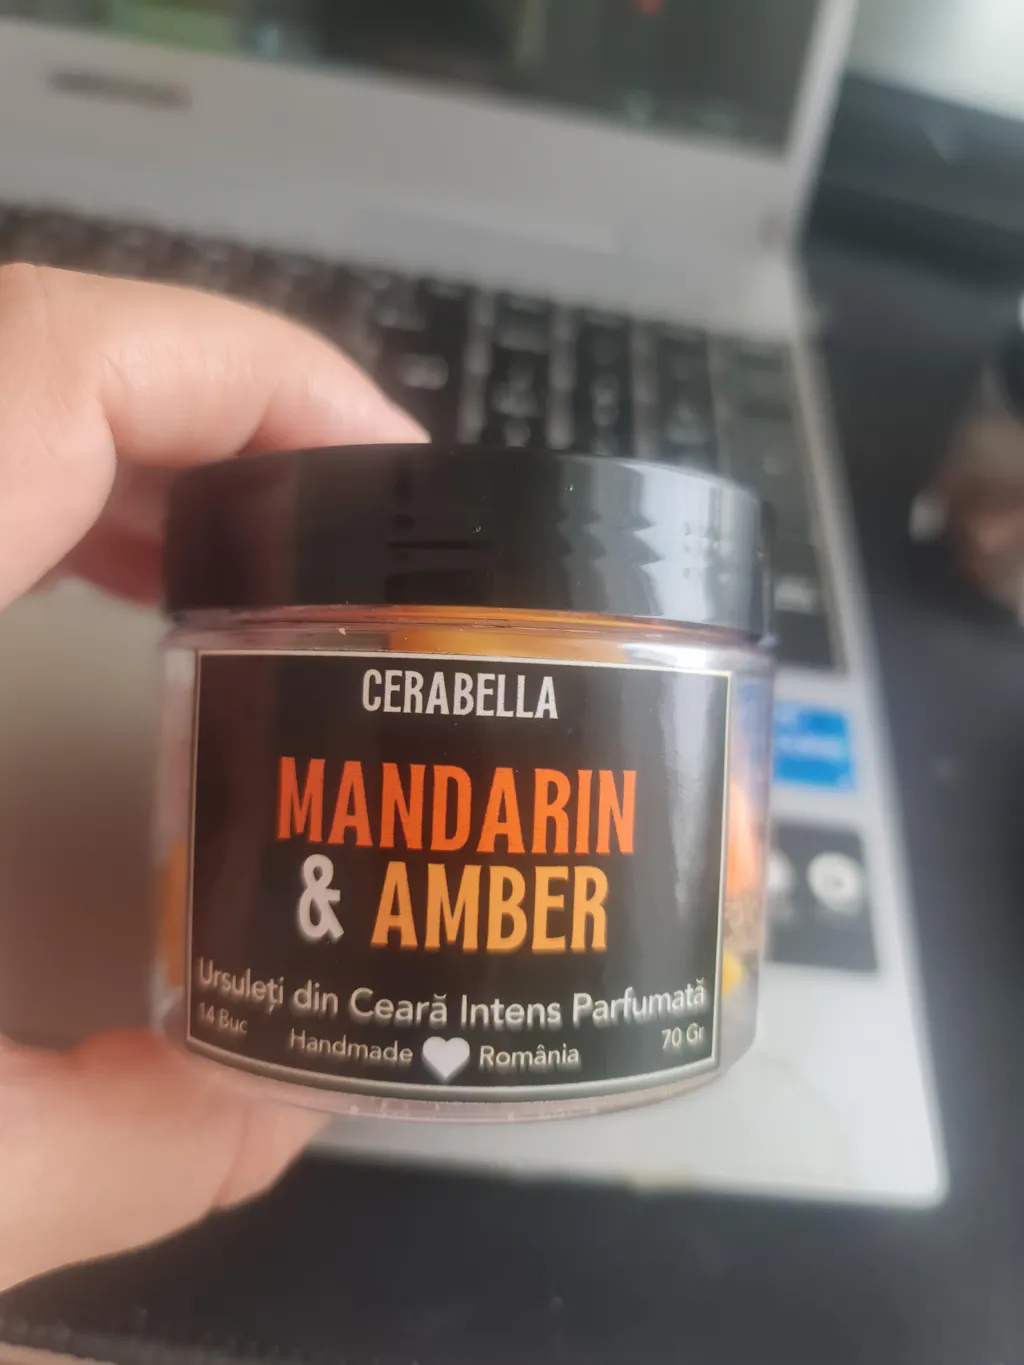 CERABELLA
MANDARIN
& AMBER
Ursuleți din Ceară Intens Parfumată
14 Buc
Handmade România
70 Gr